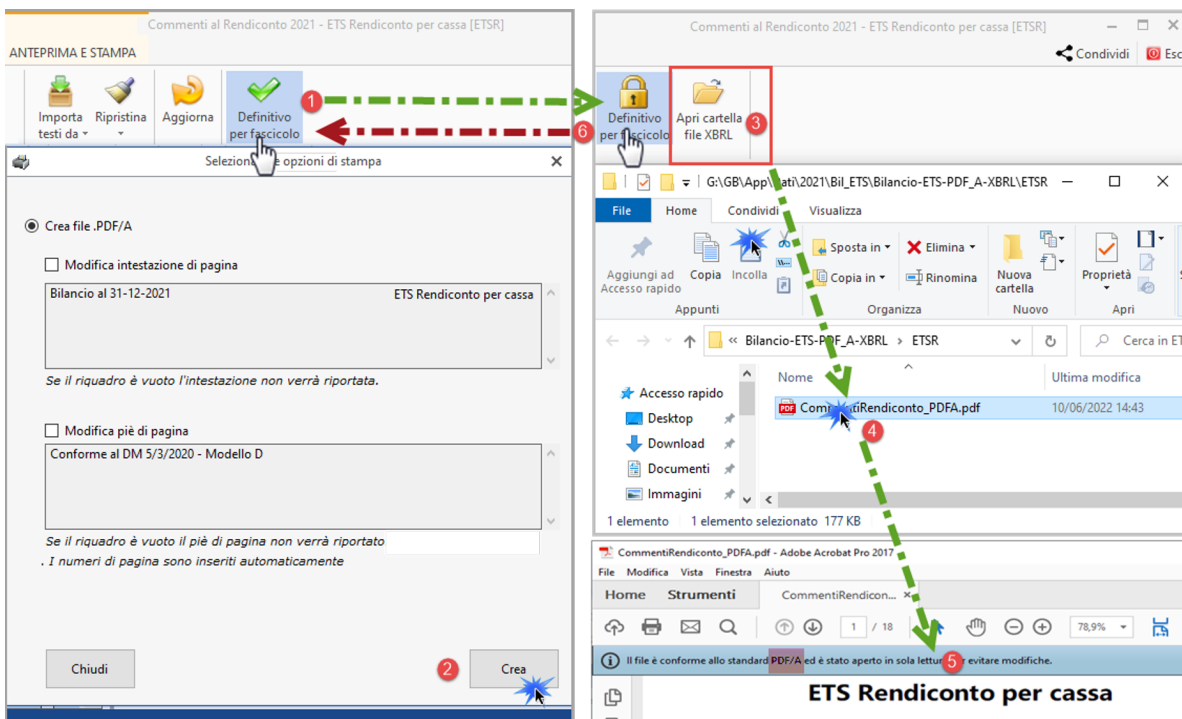 Commenti al Rendiconto 2021 - ETS Rendiconto per cassa [ETSR]
ANTEPRIMA E STAMPA
Importa testi da
Ripristina
Aggiorna
Definitivo per fascicolo
1
6
Selezion e opzioni di stampa
Crea file .PDF/A
Modifica intestazione di pagina
Bilancio al 31-12-2021 ETS Rendiconto per cassa
Se il riquadro è vuoto l'intestazione non verrà riportata.
Modifica piè di pagina
Conforme al DM 5/3/2020 - Modello D
Se il riquadro è vuoto il piè di pagina non verrà riportato
. I numeri di pagina sono inseriti automaticamente
Chiudi
2
Crea
Commenti al Rendiconto 2021 - ETS Rendiconto per cassa [ETSR]
Condividi
Esc
Definitivo per fascicolo
Apri cartella file XBRL
3
G:\GB\App ati\2021\Bil_ETS\Bilancio-ETS-PDF_A-XBRL\ETSR
File Home Condividi Visualizza
Aggiungi ad Accesso rapido
Copia
Incolla
Sposta in
Copia in
Elimina
Rinomina
Nuova cartella
Proprietà
Appunti Organizza Nuovo Apri
« Bilancio-ETS-PDF_A-XBRL > ETSR
Cerca in ET
Nome Ultima modifica
Accesso rapido
Desktop
Download
Documenti
Immagini
CommentiRendiconto_PDFA.pdf 10/06/2022 14:43
4
1 elemento 1 elemento selezionato 177 KB
CommentiRendiconto_PDFA.pdf - Adobe Acrobat Pro 2017
File Modifica Vista Finestra Aiuto
Home Strumenti CommentiRendicon... ×
1 / 18 78,9%
Il file è conforme allo standard PDF/A ed è stato aperto in sola lettur r evitare modifiche.
5
ETS Rendiconto per cassa